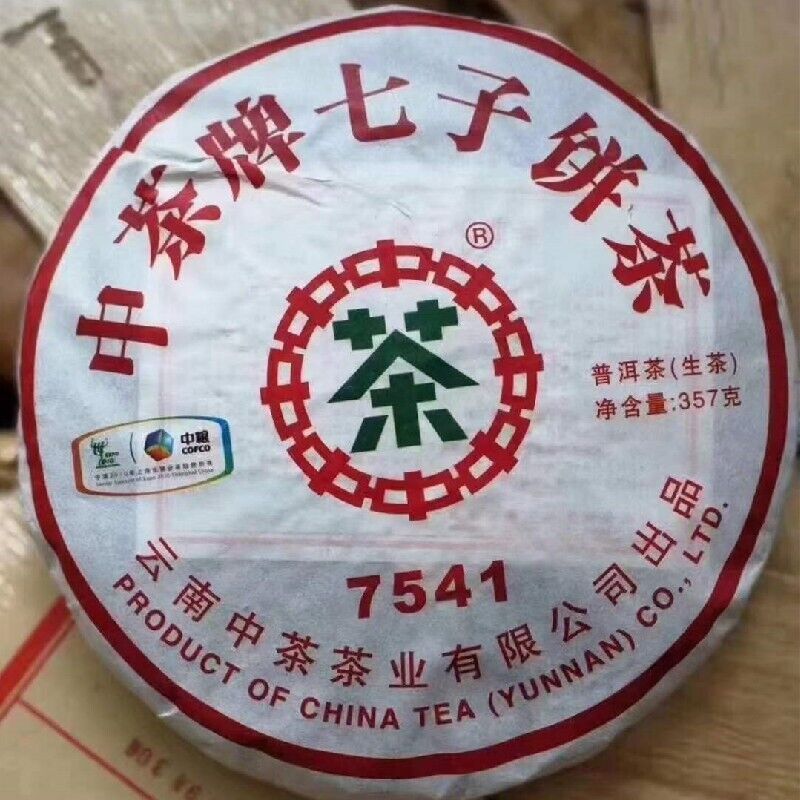 中茶牌七子饼茶
®
茶
普洱茶(生茶)
净含量:357克
中粮
COFCO
7541
云南中茶茶业有限公司出品
PRODUCT OF CHINA TEA (YUNNAN) CO., LTD.